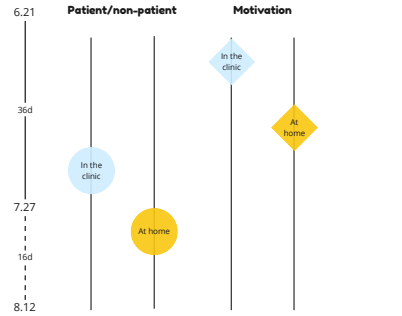 6.21
Patient/non-patient
Motivation
In the
clinic
36d
At
home
In the
clinic
7.27
At home
16d
8.12